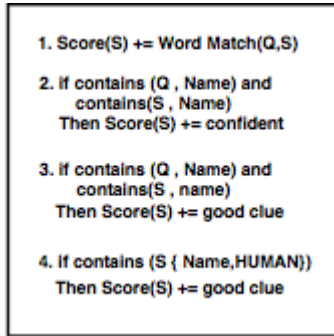 1. Score(S) += Word Match(Q,S)
2. if contains (Q , Name) and
contains(S , Name)
Then Score(S) += confident
3. if contains (Q , Name) and
contains(S , name)
Then Score(S) += good clue
4. if contains (S { Name,HUMAN})
Then Score(S) += good clue